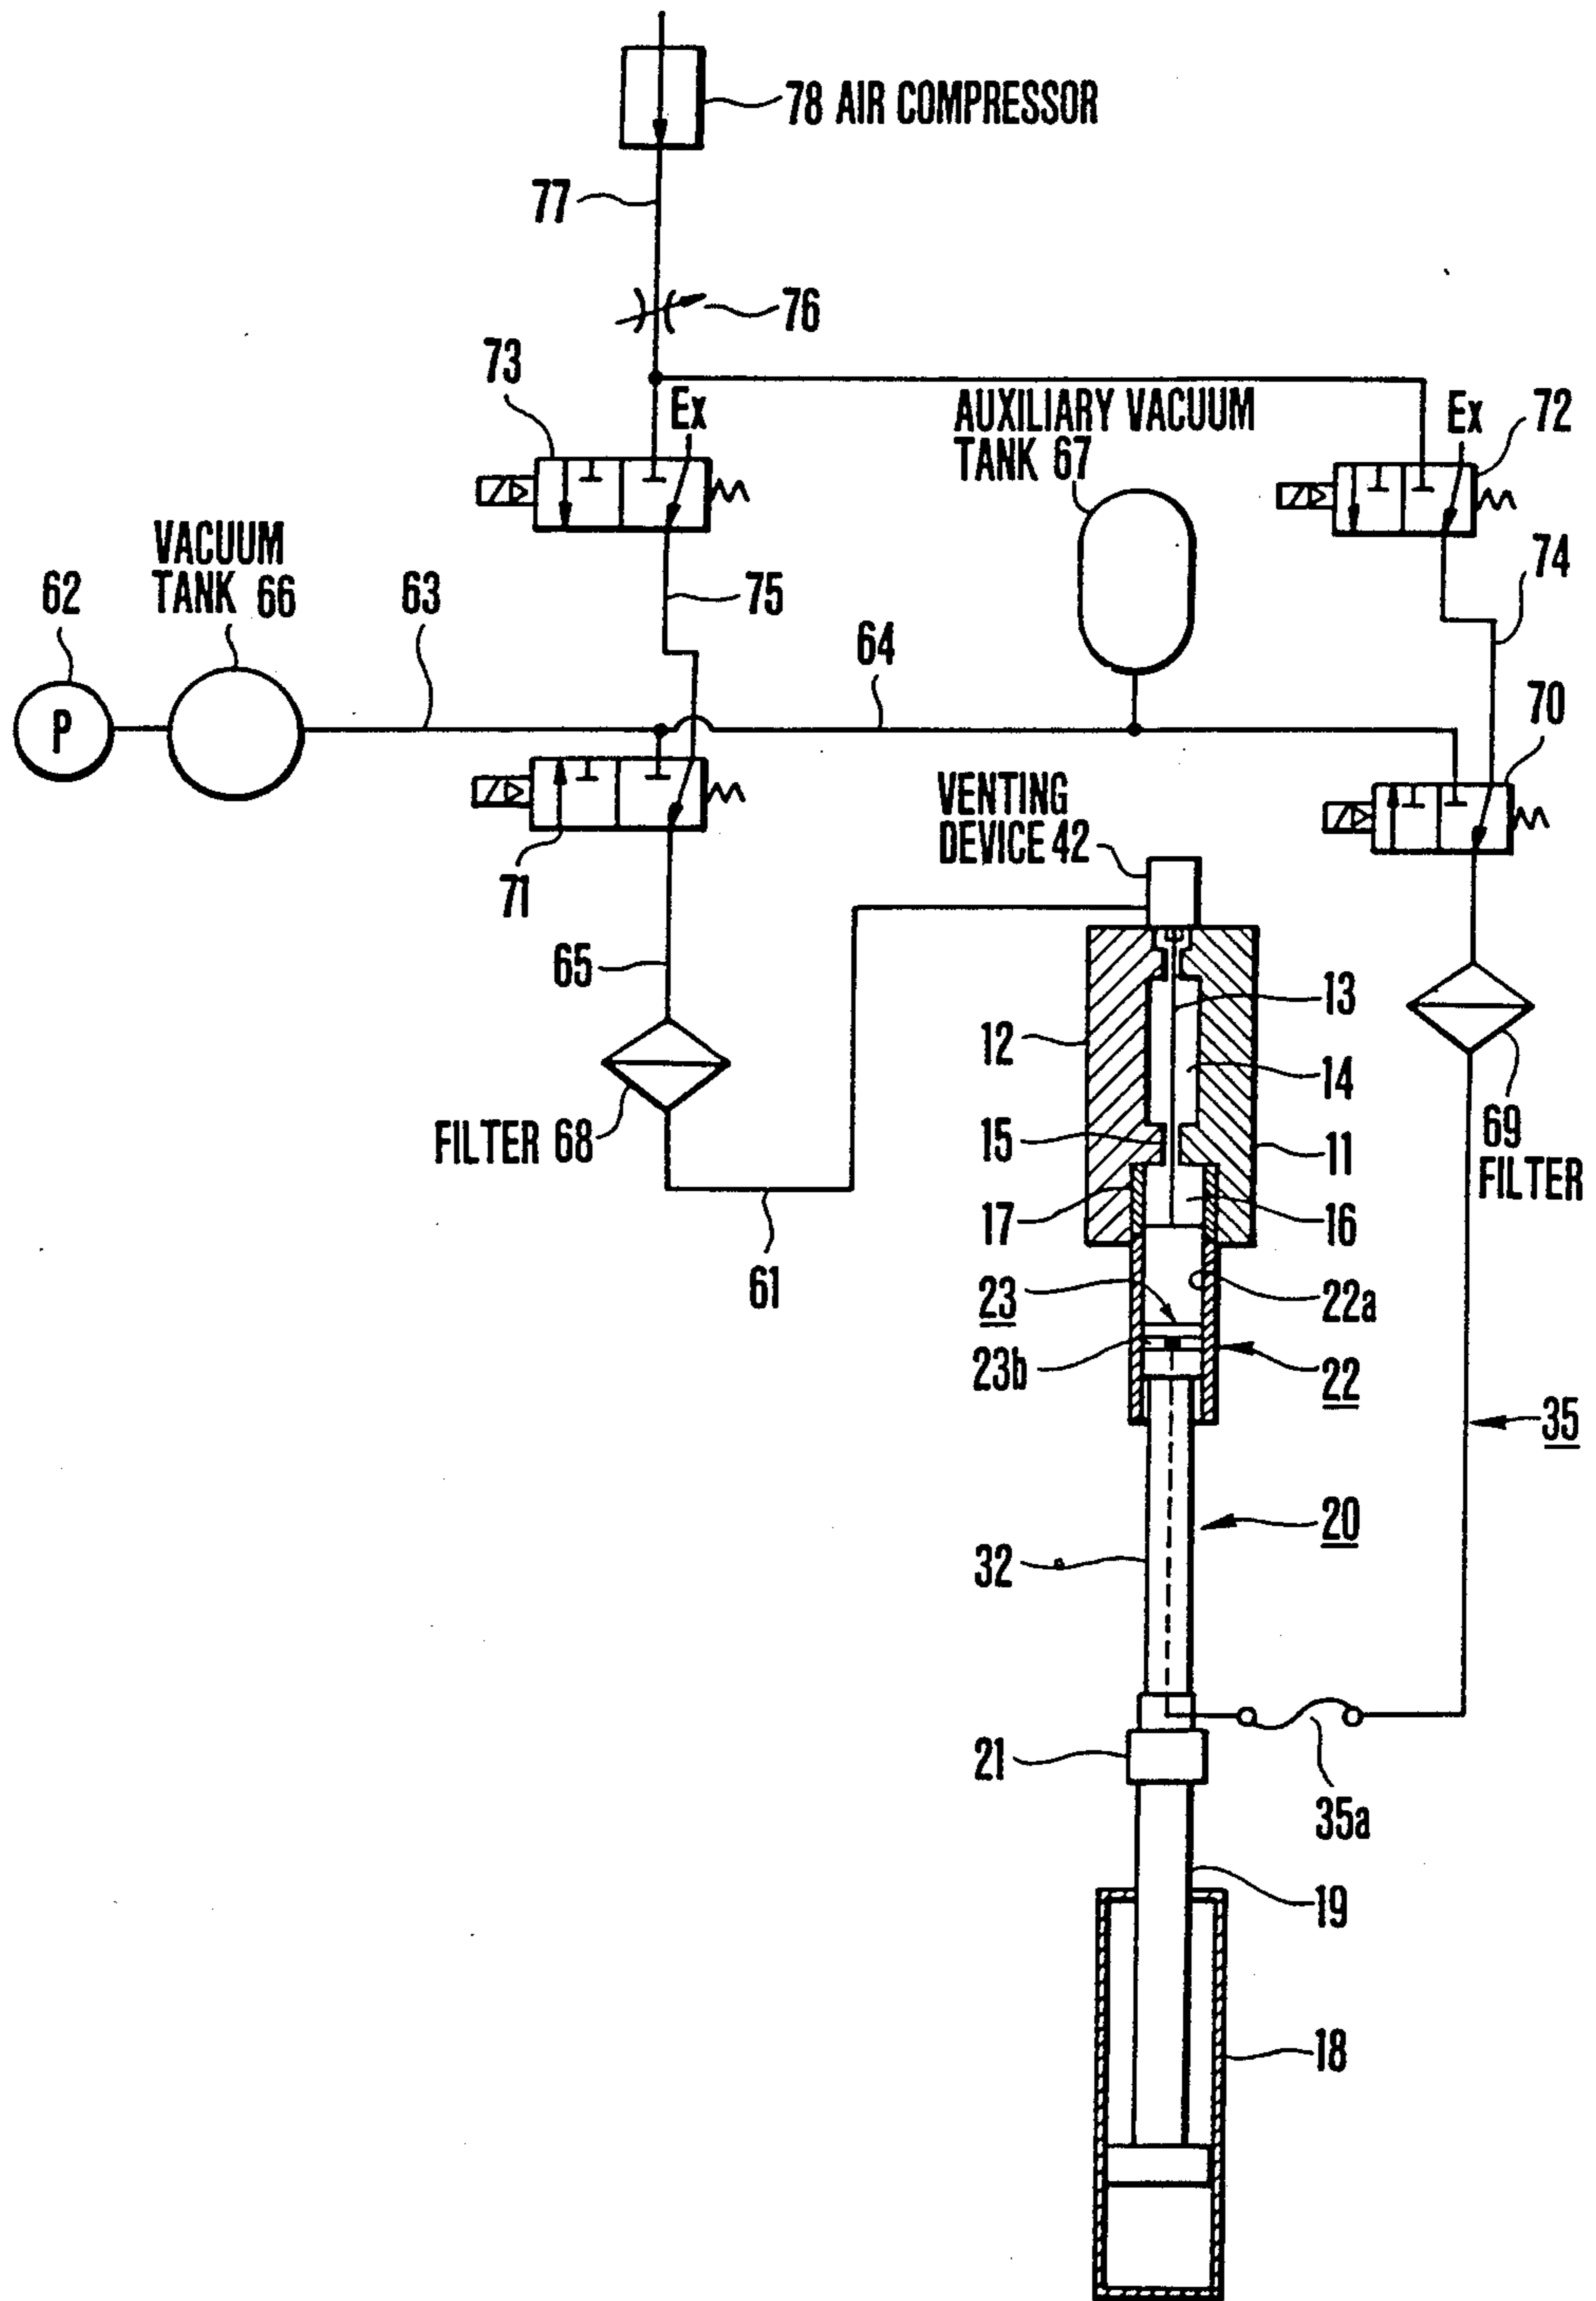 78 AIR COMPRESSOR
77
76
73
Ex
AUXILIARY VACUUM
TANK 67
Ex
72
VACUUM
TANK 66
62
63
75
64
74
P
70
71
VENTING
DEVICE 42
65
13
12
14
FILTER 68
15
11
69
FILTER
17
16
61
23
22a
23b
22
35
20
32
21
35a
19
18